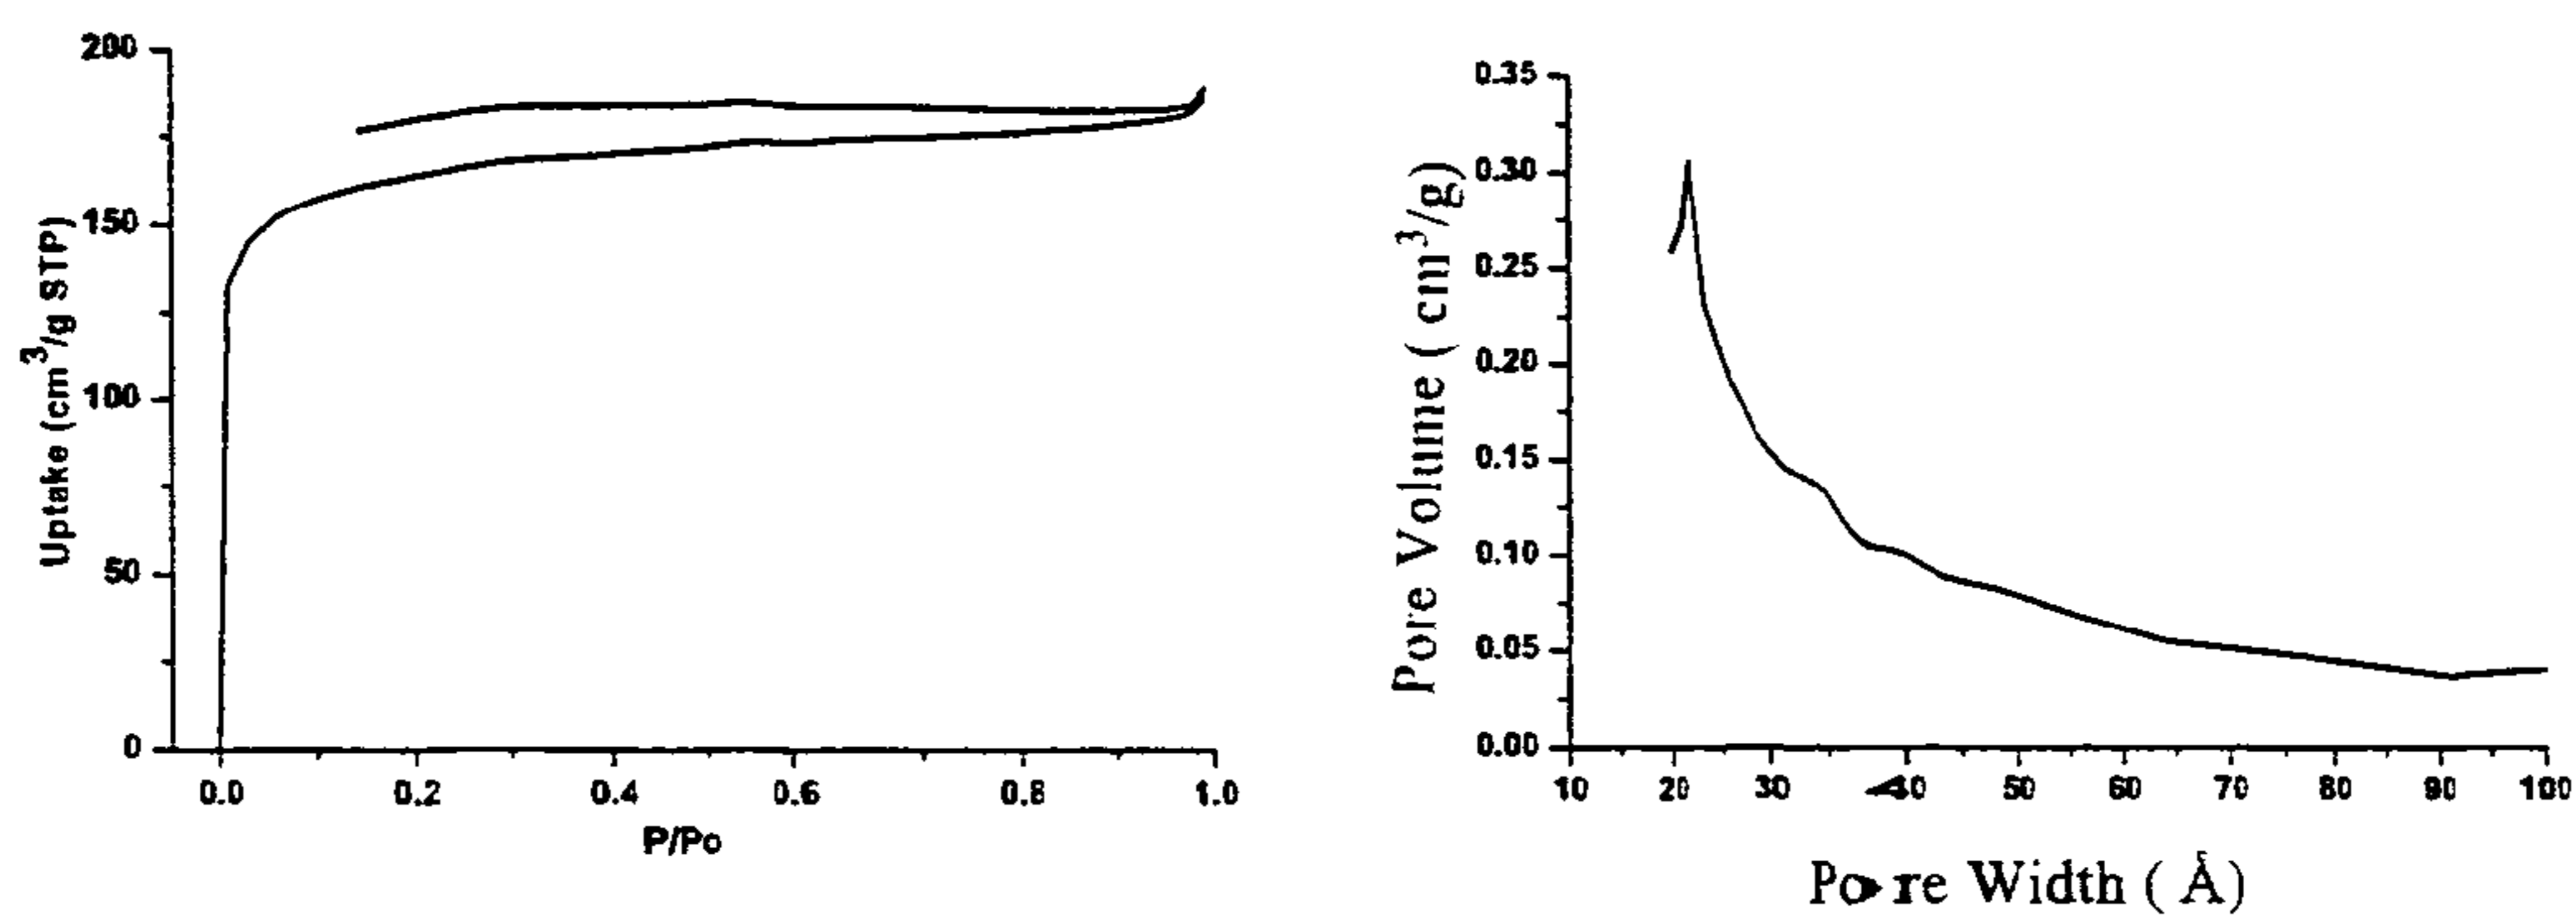 200
150
100
50
0
Uptake (cm³/g STP)
0.0 0.2 0.4 0.6 0.8 1.0
P/Po
0.35
0.30
0.25
0.20
0.15
0.10
0.05
0.00
Pore Volume ( cm³/g)
10 20 30 40 50 60 70 80 90 100
Pore Width ( Å)